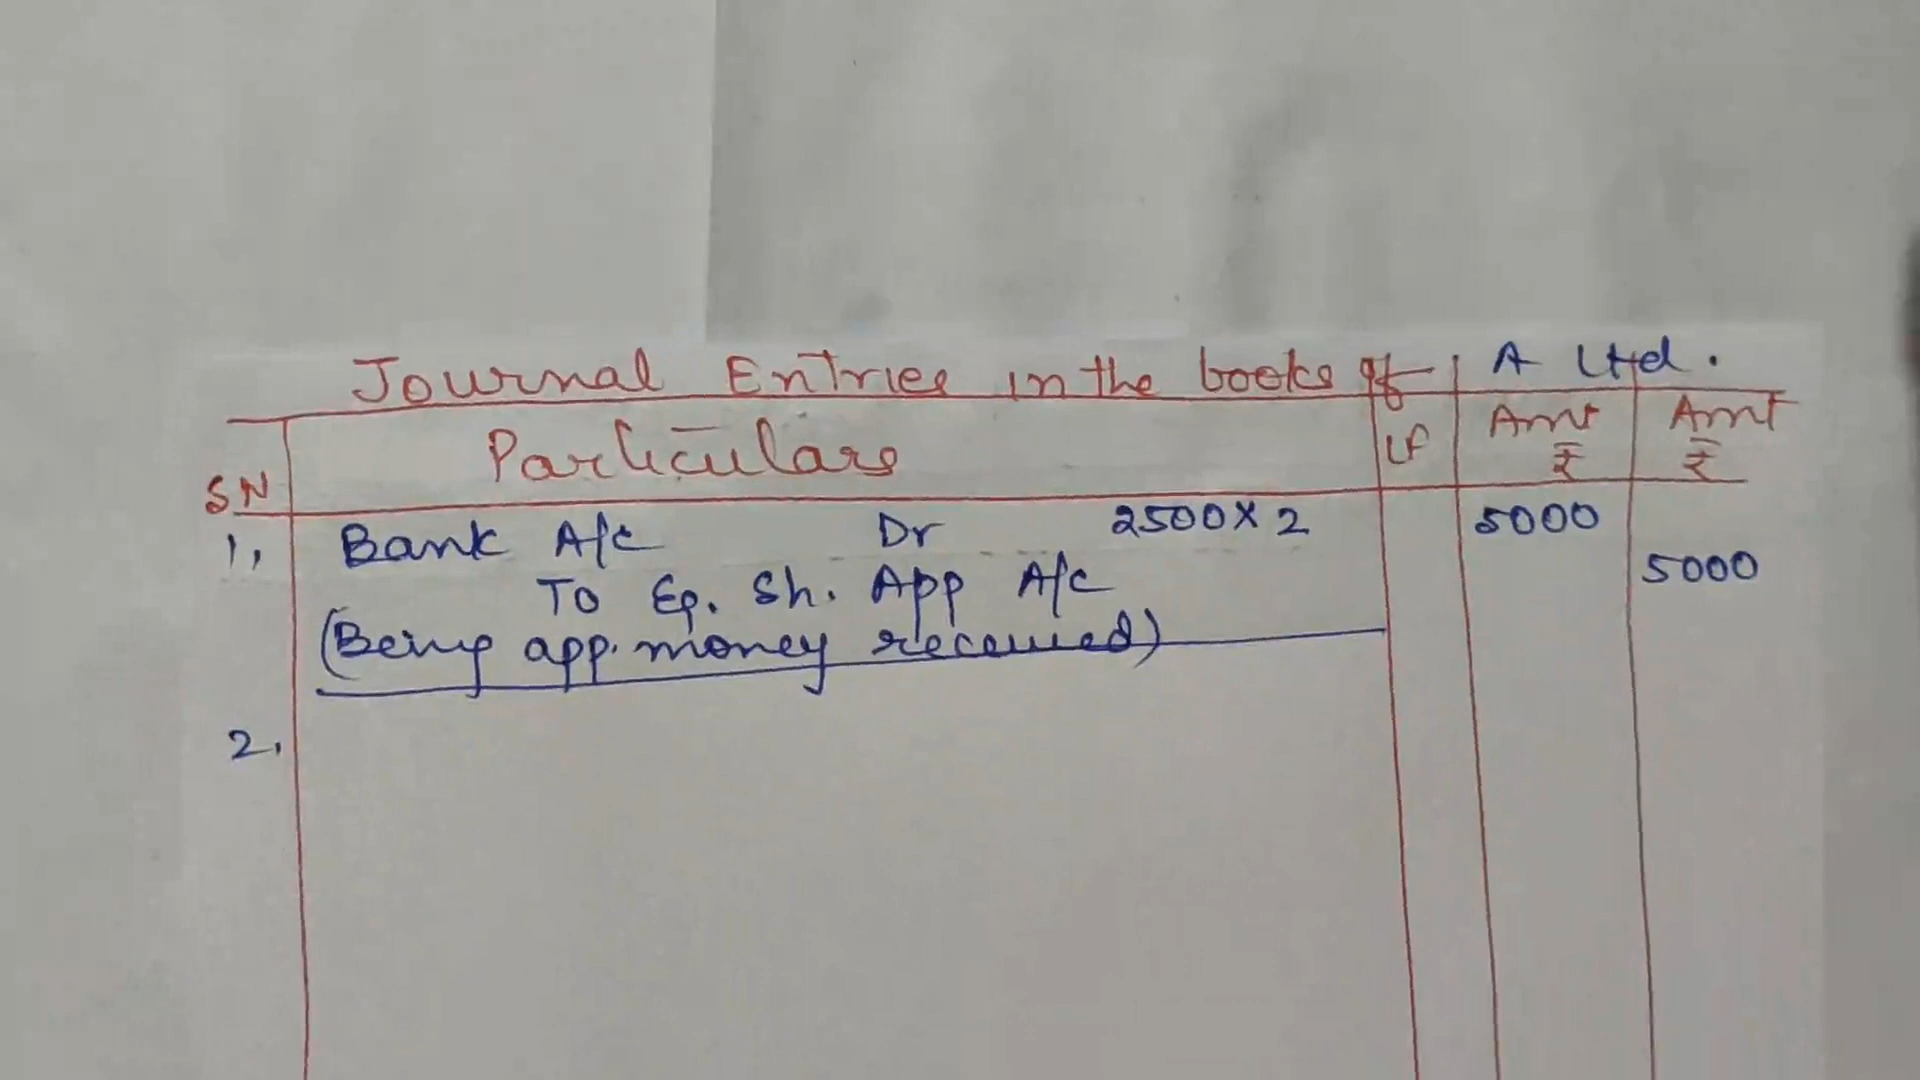 Journal Entries in the books of A Ltd.
SN Particulars LF Amt ₹ Amt ₹
1, Bank A/c Dr 2500×2 5000
To Eq. Sh. App A/c 5000
(Being app. money received)
2.